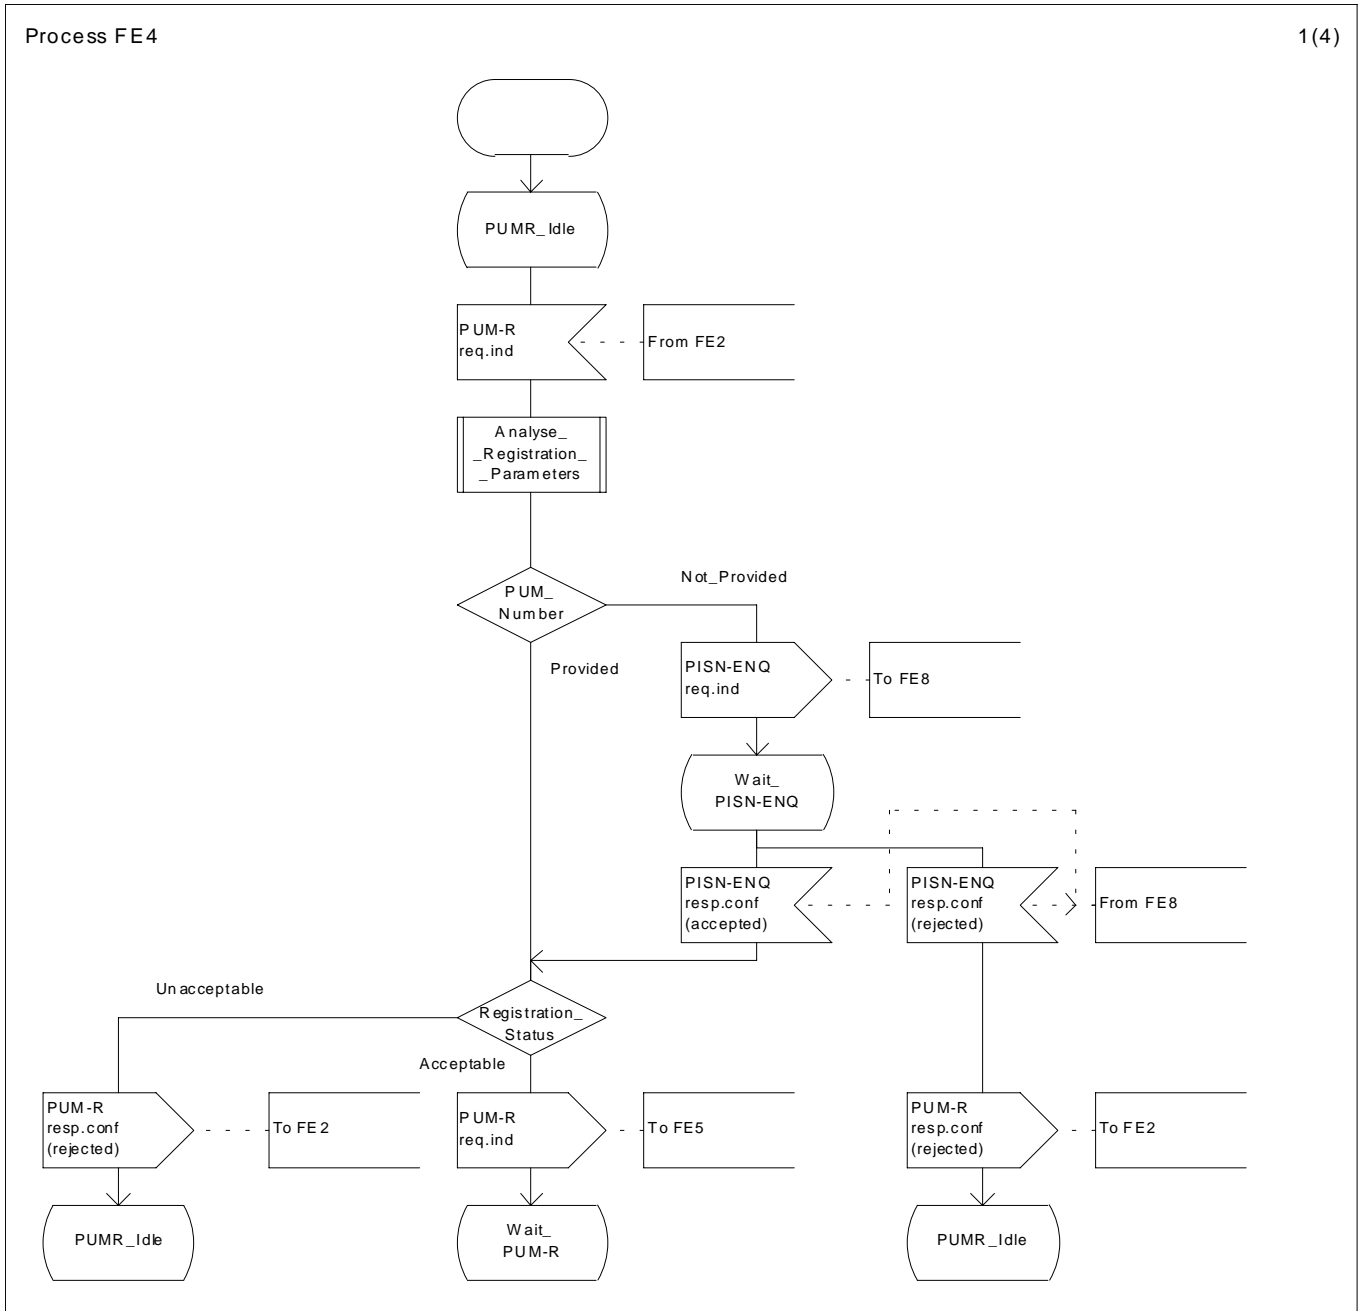 Process FE4
1(4)
PUMR_Idle
PUM-R
req.ind
From FE2
Analyse_
_Registration_
_Parameters
PUM_
Number
Not_Provided
Provided
PISN-ENQ
req.ind
To FE8
Wait_
PISN-ENQ
PISN-ENQ
resp.conf
(accepted)
PISN-ENQ
resp.conf
(rejected)
From FE8
Unacceptable
Registration_
Status
Acceptable
PUM-R
resp.conf
(rejected)
To FE2
PUM-R
req.ind
To FE5
PUM-R
resp.conf
(rejected)
To FE2
PUMR_Idle
Wait_
PUM-R
PUMR_Idle